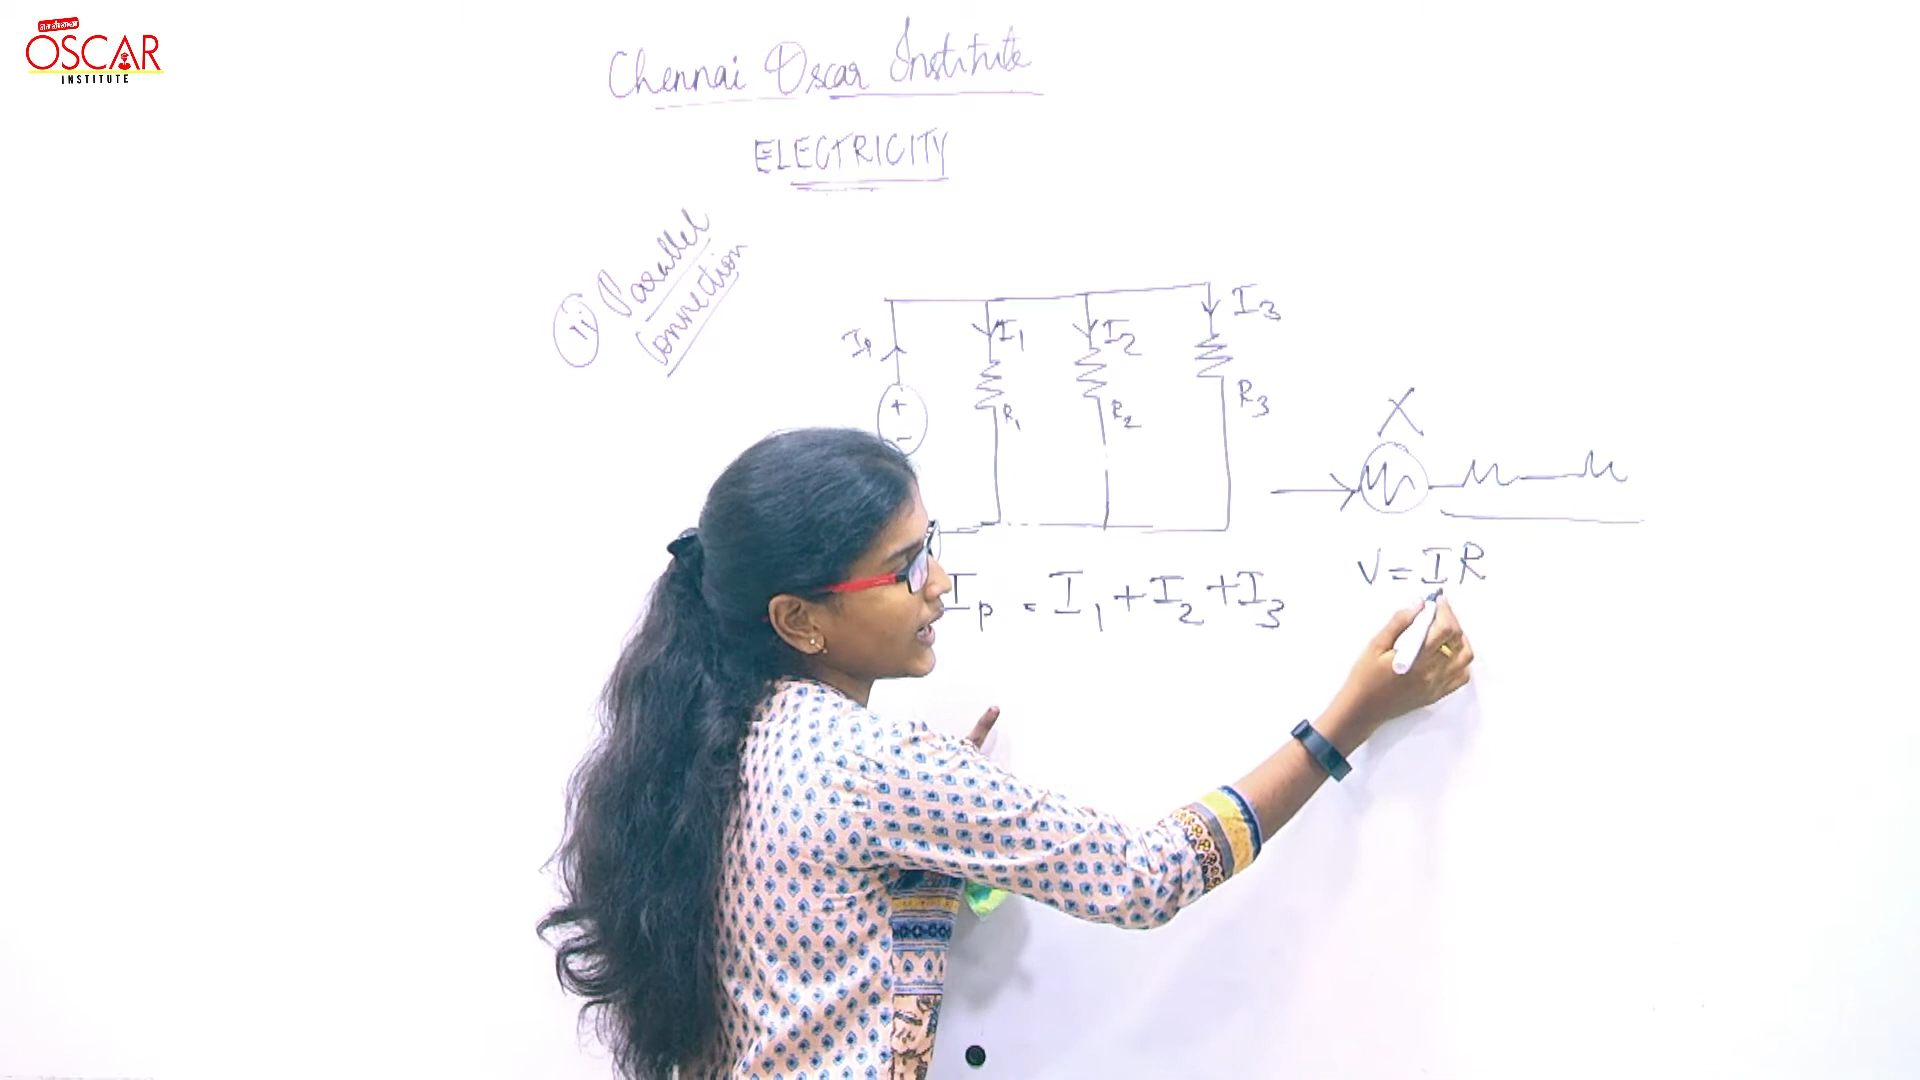 OSCAR
INSTITUTE
Chennai Oscar Institute
ELECTRICITY
ii Parallel
Connection
Ip
I1
I2
I3
+
-
R1
R2
R3
X
Ip = I1 + I2 + I3
V = IR